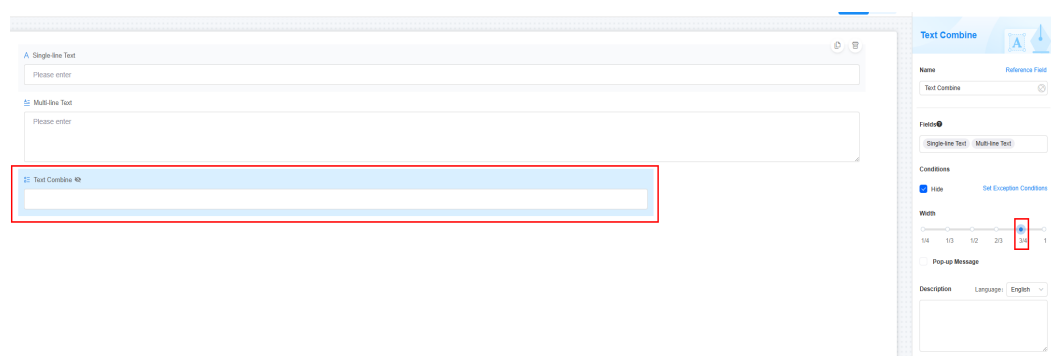 Single-line Text
Please enter
Multi-line Text
Please enter
Text Combine
Text Combine
A
Name Reference Field
Text Combine
Fields
Single-line Text Multi-line Text
Conditions
Hide Set Exception Conditions
Width
1/4 1/3 1/2 2/3 3/4 1
Pop-up Message
Description Language: English